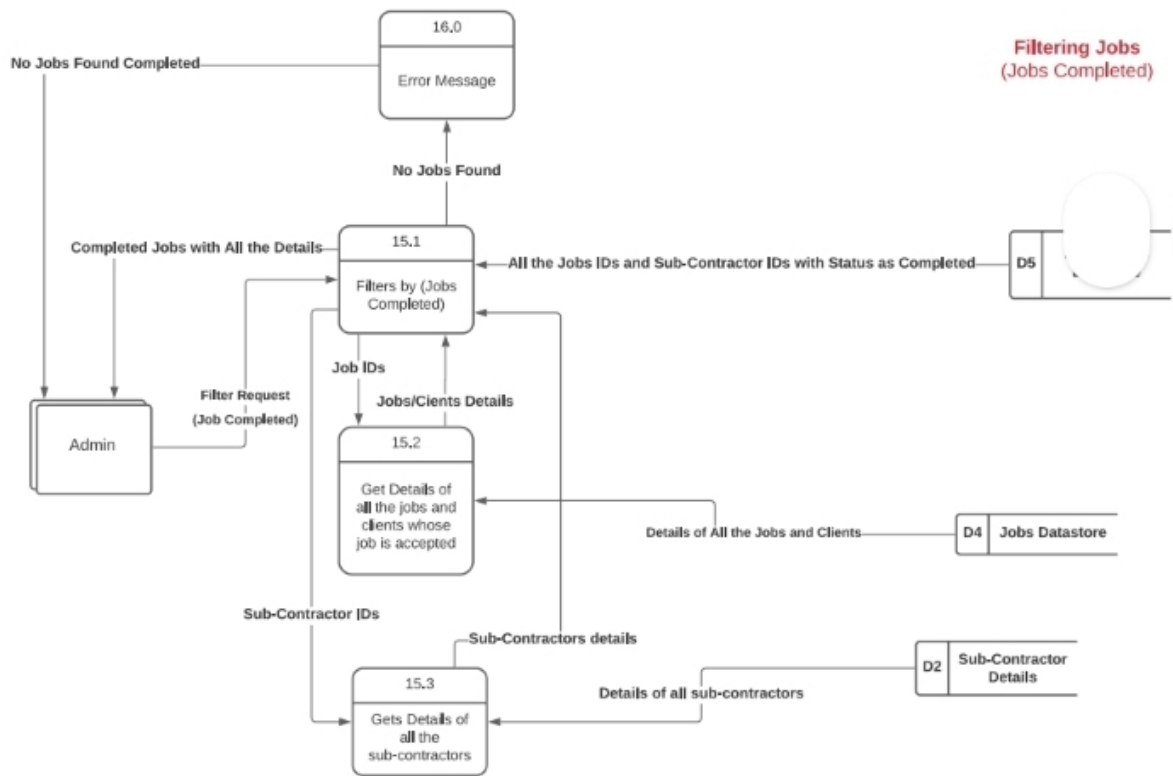 16.0
Error Message
No Jobs Found Completed
Filtering Jobs
(Jobs Completed)
No Jobs Found
15.1
Filters by (Jobs
Completed)
Completed Jobs with All the Details
All the Jobs IDs and Sub-Contractor IDs with Status as Completed
D5
Job IDs
Filter Request
(Job Completed)
Jobs/Cients Details
Admin
15.2
Get Details of
all the jobs and
clients whose
job is accepted
Details of All the Jobs and Clients
D4
Jobs Datastore
Sub-Contractor IDs
Sub-Contractors details
15.3
Gets Details of
all the
sub-contractors
Details of all sub-contractors
D2
Sub-Contractor
Details